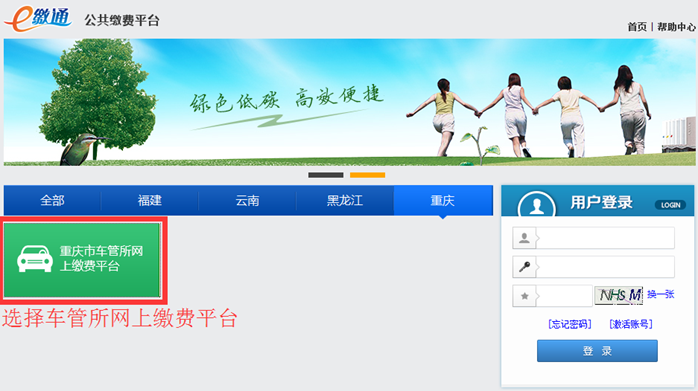 e缴通 公共缴费平台
首页 | 帮助中心
绿色低碳 高效便捷
全部 福建 云南 黑龙江 重庆
用户登录 LOGIN
重庆市车管所网
上缴费平台
NHsM 换一张
[忘记密码] [激活账号]
登 录
选择车管所网上缴费平台